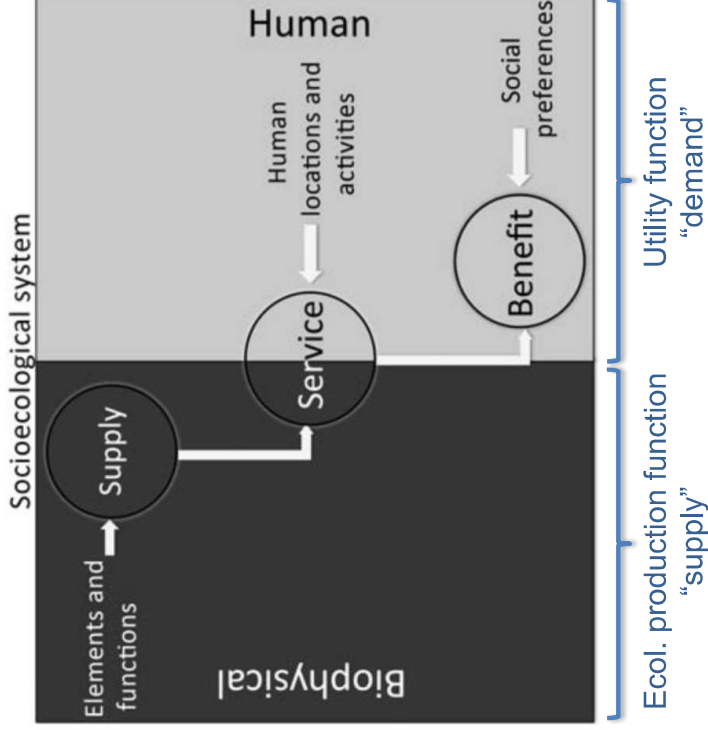 Socioecological system
Biophysical
Human
Elements and
functions
Supply
Service
Human
locations and
activities
Benefit
Social
preferences
Ecol. production function
“supply”
Utility function
“demand”